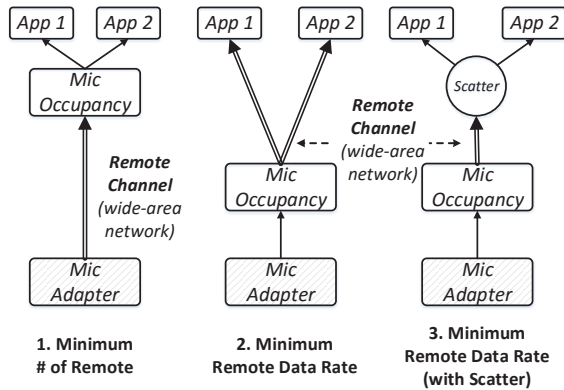 App 1
App 2
Mic
Occupancy
Remote
Channel
(wide-area
network)
Mic
Adapter
1. Minimum
# of Remote
App 1
App 2
Remote
Channel
(wide-area
network)
Mic
Occupancy
Mic
Adapter
2. Minimum
Remote Data Rate
App 1
App 2
Scatter
Mic
Occupancy
Mic
Adapter
3. Minimum
Remote Data Rate
(with Scatter)